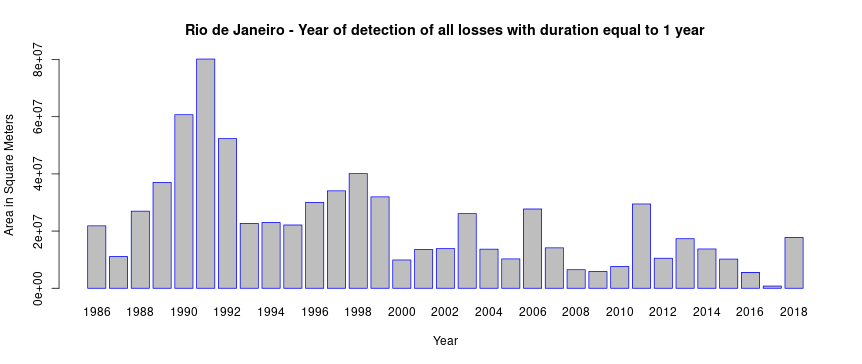 Rio de Janeiro - Year of detection of all losses with duration equal to 1 year
Area in Square Meters
8e+07
6e+07
4e+07
2e+07
0e+00
1986 1988 1990 1992 1994 1996 1998 2000 2002 2004 2006 2008 2010 2012 2014 2016 2018
Year